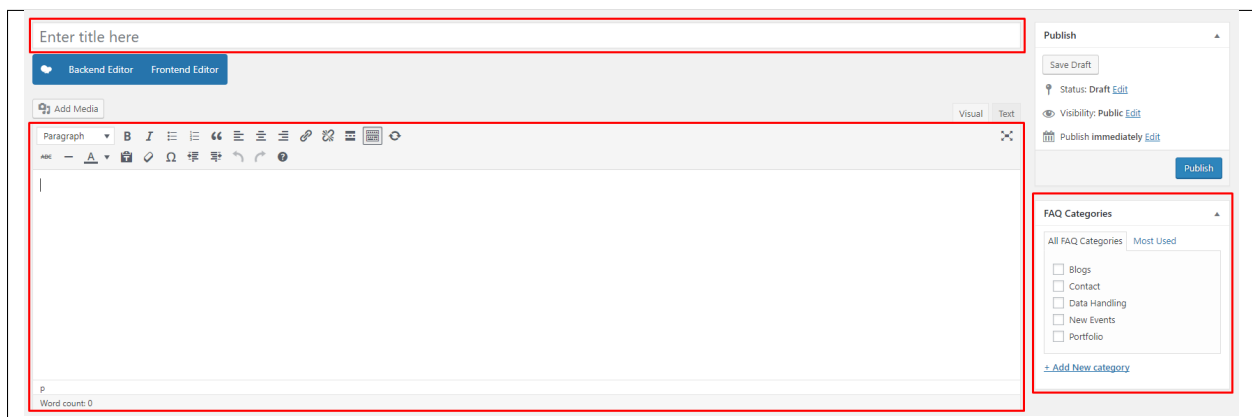 Enter title here
Backend Editor Frontend Editor
Add Media
Visual Text
Paragraph B I
ABC A Ω
p
Word count: 0
Publish
Save Draft
Status: Draft Edit
Visibility: Public Edit
Publish immediately Edit
Publish
FAQ Categories
All FAQ Categories Most Used
Blogs
Contact
Data Handling
New Events
Portfolio
+ Add New category